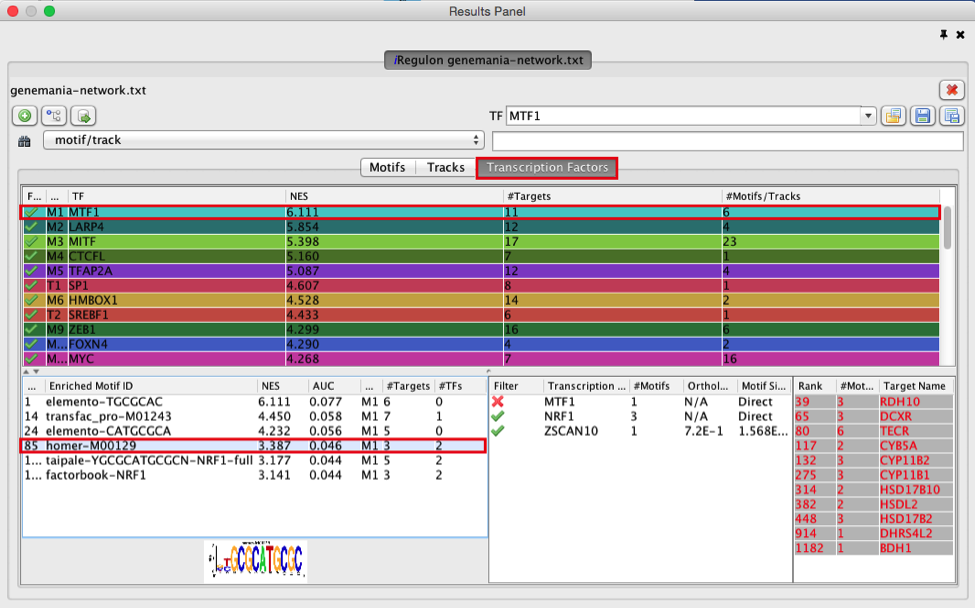 Results Panel
iRegulon genemania-network.txt
genemania-network.txt
TF MTF1
motif/track
Motifs Tracks Transcription Factors
F... ... TF NES #Targets #Motifs/Tracks
M1 MTF1 6.111 11 6
M2 LARP4 5.854 12 4
M3 MITF 5.398 17 23
M4 CTCFL 5.160 7 1
M5 TFAP2A 5.087 12 4
T1 SP1 4.607 8 1
M6 HMBOX1 4.528 14 2
T2 SREBF1 4.433 6 1
M9 ZEB1 4.299 16 6
M... FOXN4 4.290 4 2
M... MYC 4.268 7 16
... Enriched Motif ID NES AUC ... #Targets #TFs
1 elemento-TGCGCAC 6.111 0.077 M1 6 0
14 transfac_pro-M01243 4.450 0.058 M1 7 1
24 elemento-CATGCGCA 4.232 0.056 M1 5 0
85 homer-M00129 3.387 0.046 M1 3 2
1... taipale-YGCGCATGCGCN-NRF1-full 3.177 0.044 M1 5 2
1... factorbook-NRF1 3.141 0.044 M1 3 2
GCGCATGCGC
Filter Transcription ... #Motifs Orthol... Motif Si...
MTF1 1 N/A Direct
NRF1 3 N/A Direct
ZSCAN10 1 7.2E-1 1.568E...
Rank #Mot... Target Name
39 3 RDH10
65 3 DCXR
80 6 TECR
117 2 CYB5A
132 3 CYP11B2
275 3 CYP11B1
314 2 HSD17B10
382 2 HSDL2
448 3 HSD17B2
914 1 DHRS4L2
1182 1 BDH1